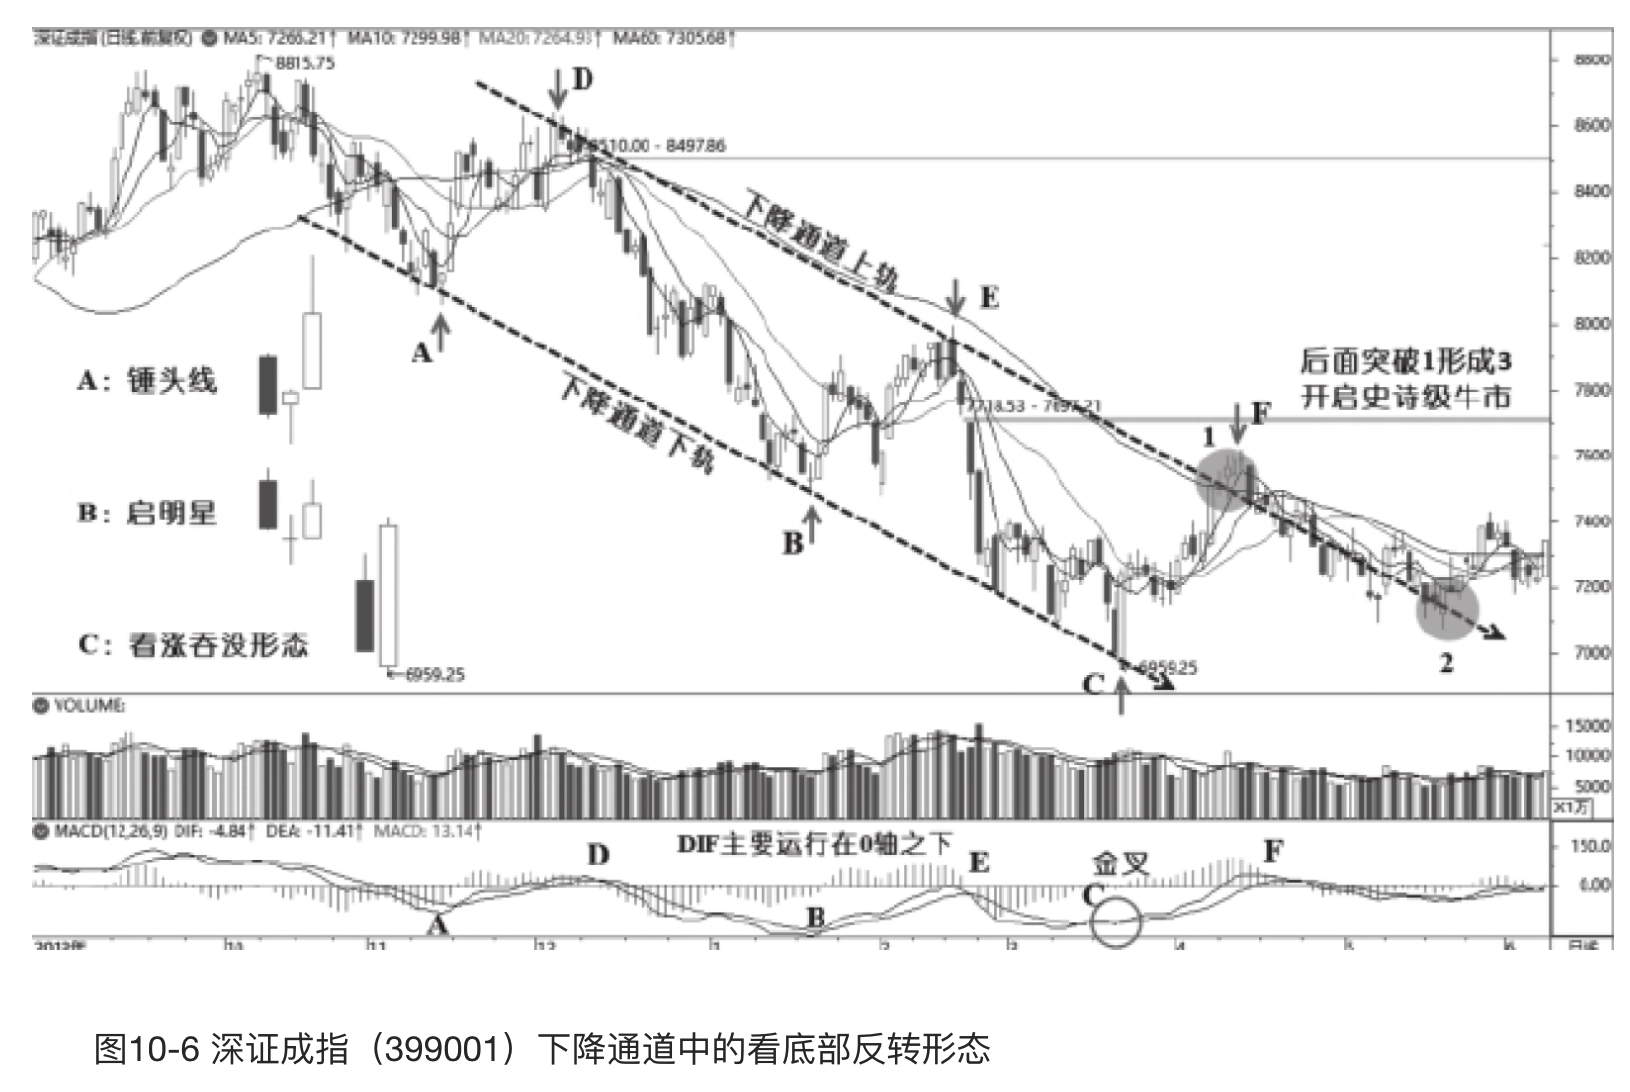 深证成指(日线.前复权) MA5: 7266.21↑ MA10: 7299.98↑ MA20: 7264.93↑ MA60: 7305.68↑
8815.75
8800
D
8600
8510.00 - 8497.86
8400
下降通道上轨
8200
E
8000
A
后面突破1形成3
开启史诗级牛市
A：锤头线
下降通道下轨
7800
7718.53 - 7697.21
F
1
7600
B：启明星
B
7400
7200
C：看涨吞没形态
7000
2
6959.25
6959.25
C
VOLUME:
15000
10000
5000
X1万
MACD(12,26,9) DIF: -4.84↑ DEA: -11.41↑ MACD: 13.14↑
DIF主要运行在0轴之下
D
E
金叉
F
150.0
0.00
C
A
B
2013年 10 11 12 1 2 3 4 5 6 日线
图10-6 深证成指（399001）下降通道中的看底部反转形态